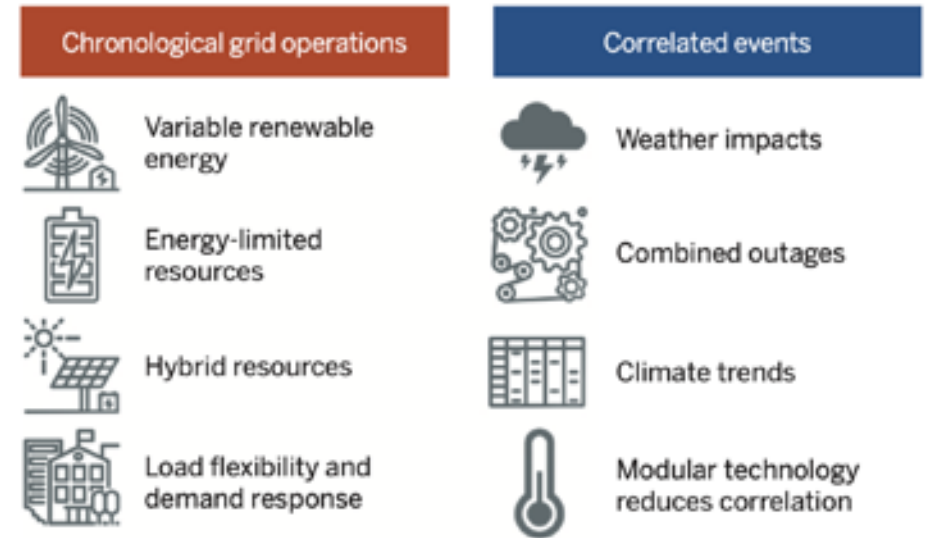 Chronological grid operations
Variable renewable
energy
Energy-limited
resources
Hybrid resources
Load flexibility and
demand response
Correlated events
Weather impacts
Combined outages
Climate trends
Modular technology
reduces correlation